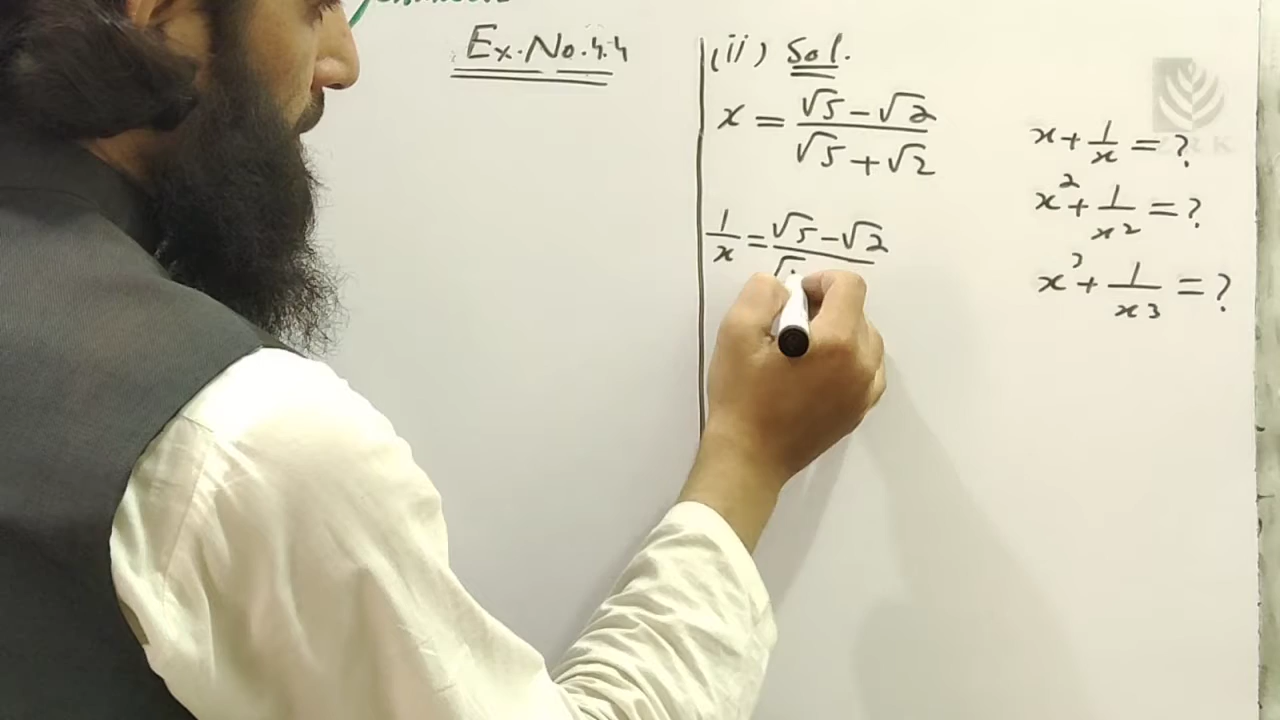 Ex. No. 4.4
(ii) Sol.
x = (√5 − √2)/(√5 + √2)
1/x = (√5 − √2)/√
x + 1/x = ?
x² + 1/x² = ?
x³ + 1/x³ = ?
ZRK